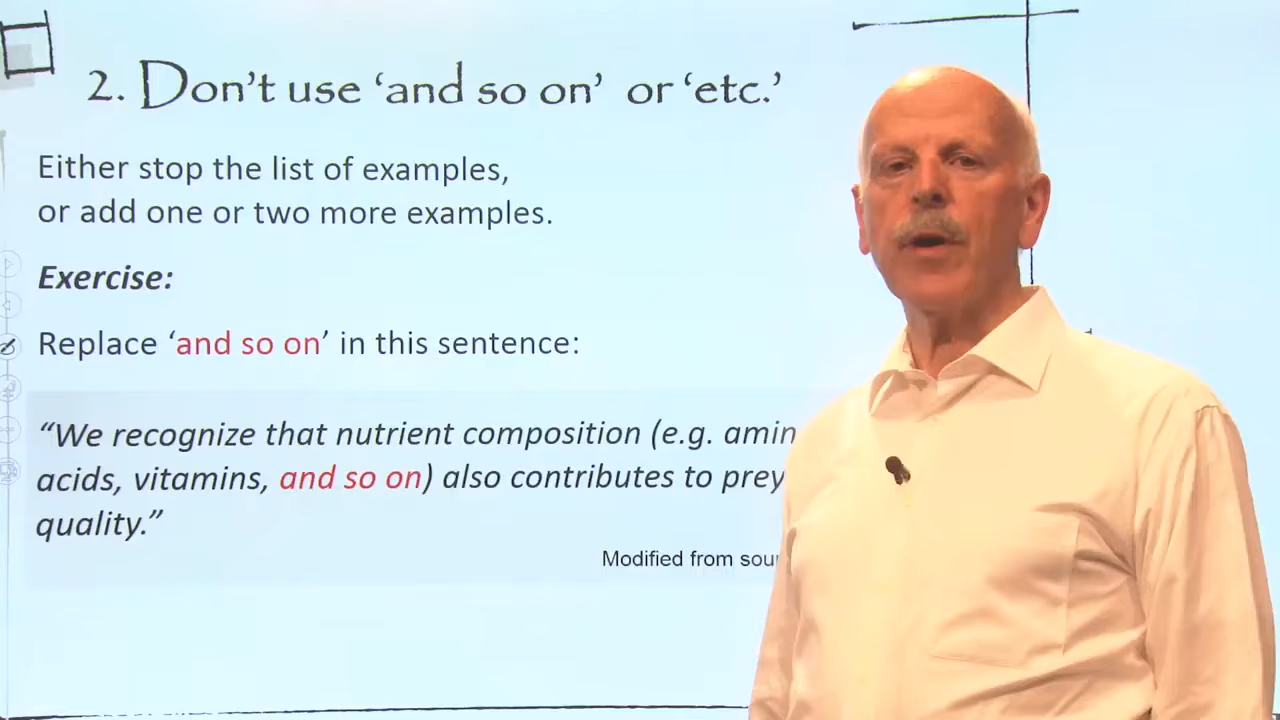 2. Don't use 'and so on' or 'etc.'
Either stop the list of examples,
or add one or two more examples.
Exercise:
Replace 'and so on' in this sentence:
“We recognize that nutrient composition (e.g. amin
acids, vitamins, and so on) also contributes to prey
quality.”
Modified from sou